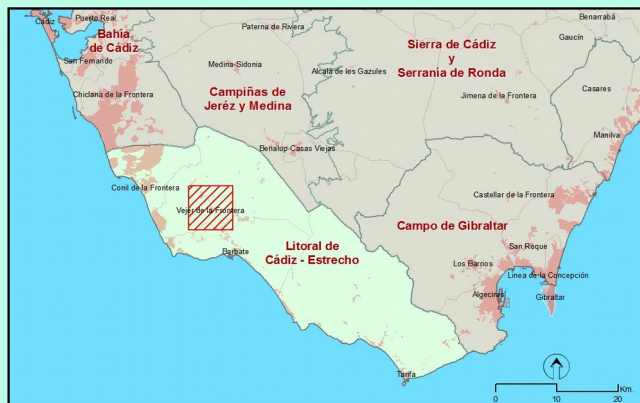 Cádiz
Puerto Real
Bahía
de Cádiz
San Fernando
Chiclana de la Frontera
Paterna de Rivera
Medina-Sidonia
Campiñas de
Jeréz y Medina
Alcalá de los Gazules
Benalup-Casas Viejas
Sierra de Cádiz
y
Serranía de Ronda
Jimena de la Frontera
Benarrabá
Gaucín
Casares
Manilva
Conil de la Frontera
Vejer de la Frontera
Barbate
Litoral de
Cádiz - Estrecho
Castellar de la Frontera
Campo de Gibraltar
San Roque
Los Barrios
Linea de la Concepción
Algeciras
Gibraltar
Tarifa
Km.
0
10
20